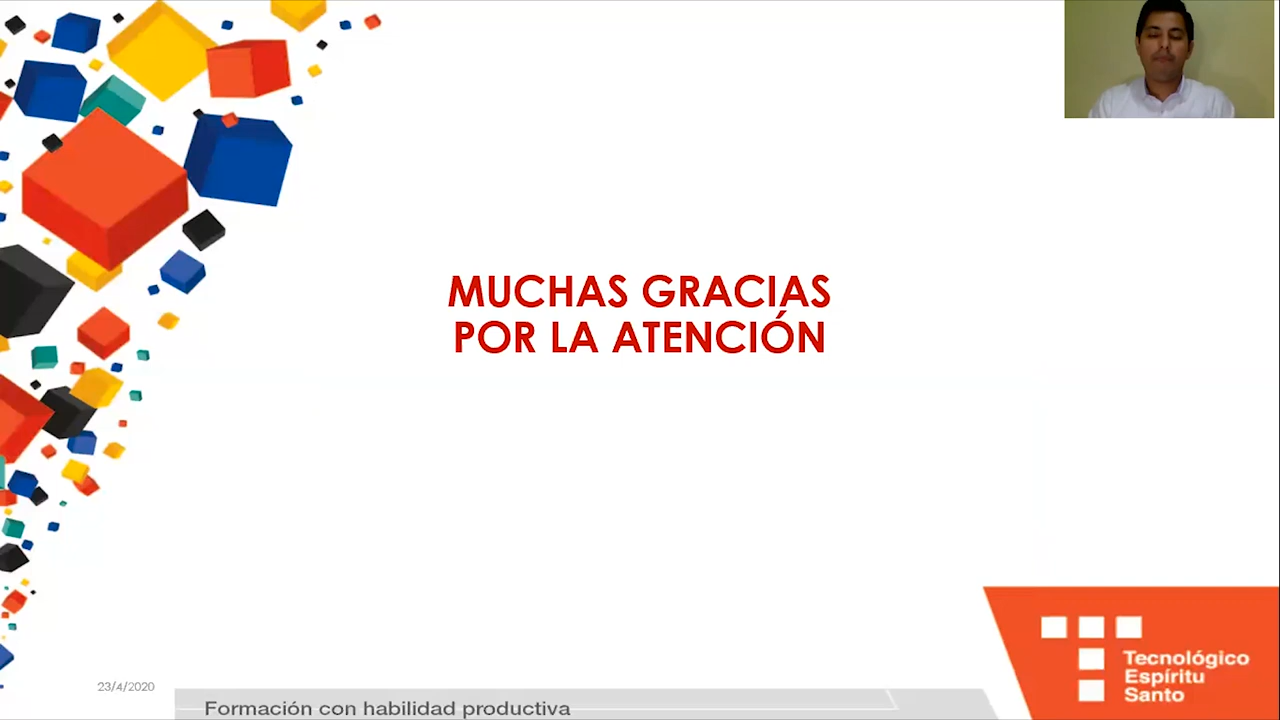 MUCHAS GRACIAS
POR LA ATENCIÓN
23/4/2020
Formación con habilidad productiva
Tecnológico
Espíritu
Santo